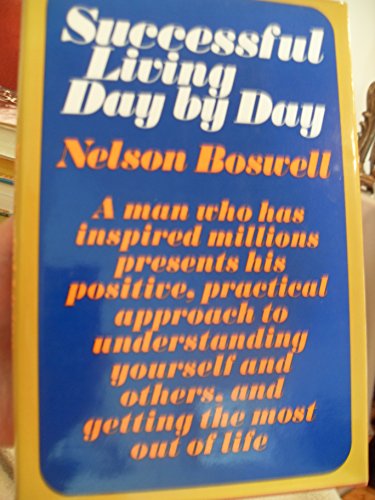 Successful
Living
Day by Day
Nelson Boswell
A man who has
inspired millions
presents his
positive, practical
approach to
understanding
yourself and
others, and
getting the most
out of life